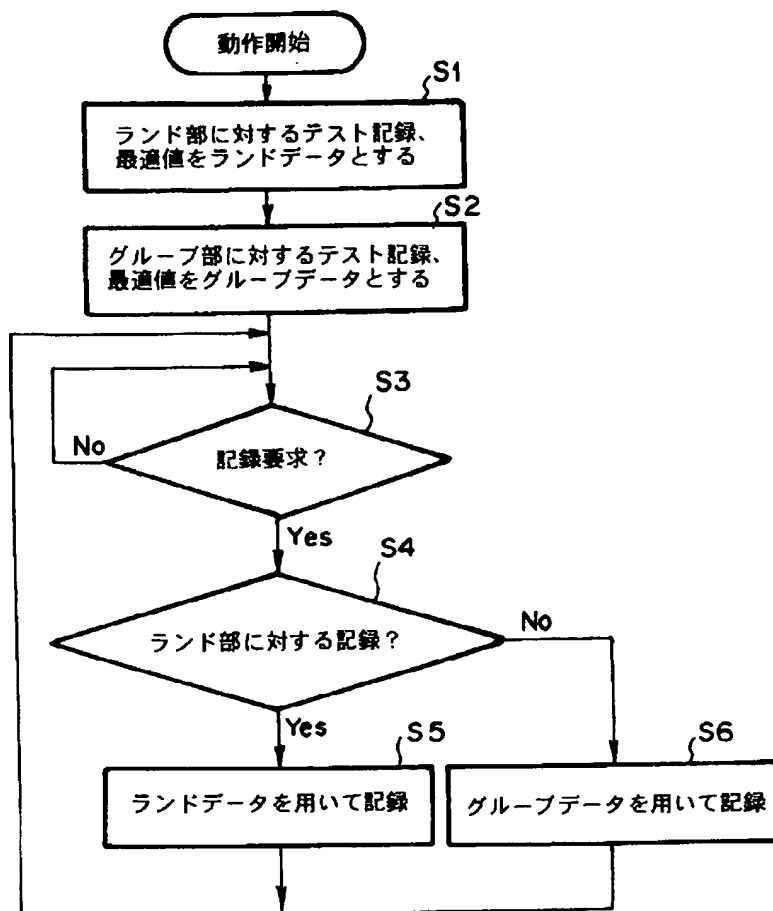 動作開始
S1
ランド部に対するテスト記録、
最適値をランドデータとする
S2
グルーブ部に対するテスト記録、
最適値をグルーブデータとする
S3
No
記録要求？
Yes
S4
ランド部に対する記録？
No
Yes
S5
ランドデータを用いて記録
S6
グルーブデータを用いて記録